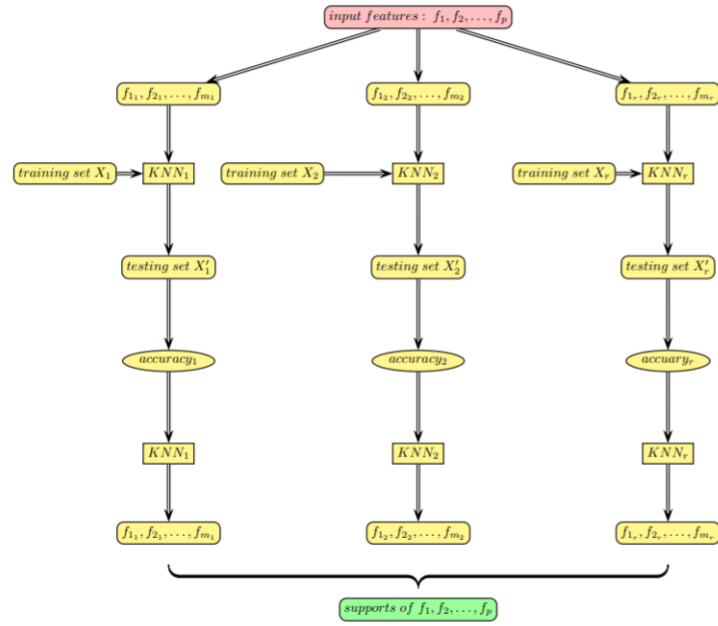 input features : f₁, f₂, . . . , fₚ
f₁₁, f₂₁, . . . , fₘ₁
f₁₂, f₂₂, . . . , fₘ₂
f₁ᵣ, f₂ᵣ, . . . , fₘᵣ
training set X₁
KNN₁
training set X₂
KNN₂
training set Xᵣ
KNNᵣ
testing set X′₁
testing set X′₂
testing set X′ᵣ
accuracy₁
accuracy₂
accuaryᵣ
KNN₁
KNN₂
KNNᵣ
f₁₁, f₂₁, . . . , fₘ₁
f₁₂, f₂₂, . . . , fₘ₂
f₁ᵣ, f₂ᵣ, . . . , fₘᵣ
supports of f₁, f₂, . . . , fₚ